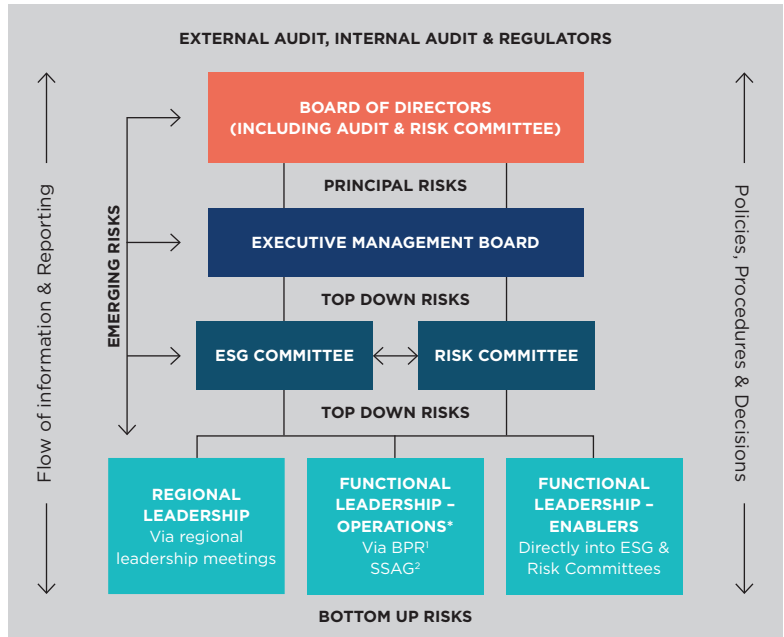 EXTERNAL AUDIT, INTERNAL AUDIT & REGULATORS
BOARD OF DIRECTORS
(INCLUDING AUDIT & RISK COMMITTEE)
PRINCIPAL RISKS
EXECUTIVE MANAGEMENT BOARD
TOP DOWN RISKS
ESG COMMITTEE
RISK COMMITTEE
TOP DOWN RISKS
REGIONAL
LEADERSHIP
Via regional
leadership meetings
FUNCTIONAL
LEADERSHIP –
OPERATIONS*
Via BPR¹
SSAG²
FUNCTIONAL
LEADERSHIP –
ENABLERS
Directly into ESG &
Risk Committees
BOTTOM UP RISKS
Flow of information & Reporting
EMERGING RISKS
Policies, Procedures & Decisions